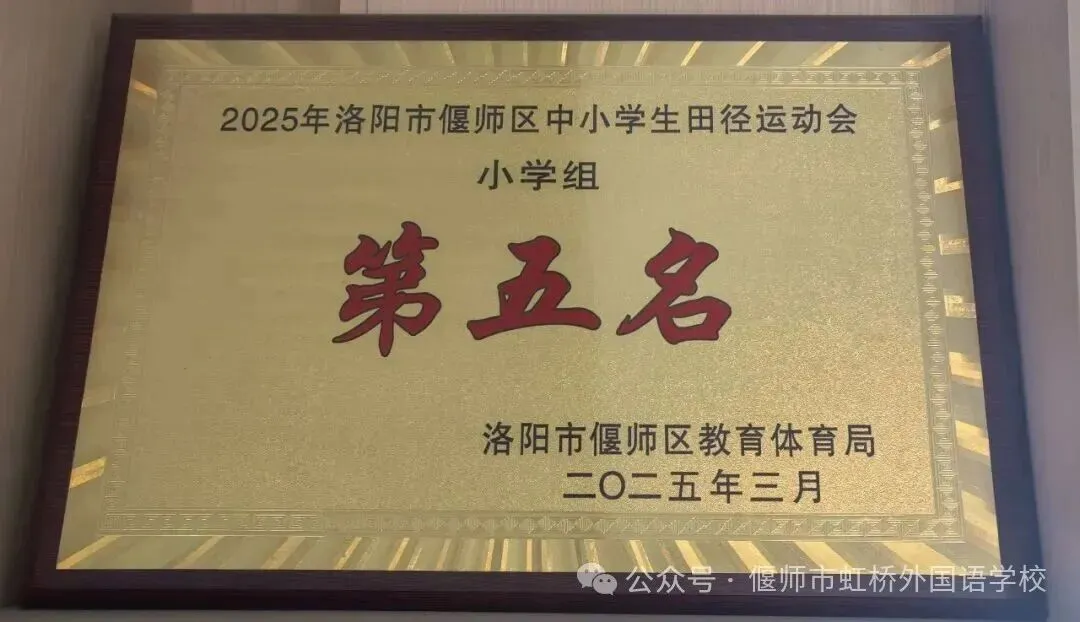 2025年洛阳市偃师区中小学生田径运动会
小学组
第五名
洛阳市偃师区教育体育局
二〇二五年三月
公众号·偃师市虹桥外国语学校